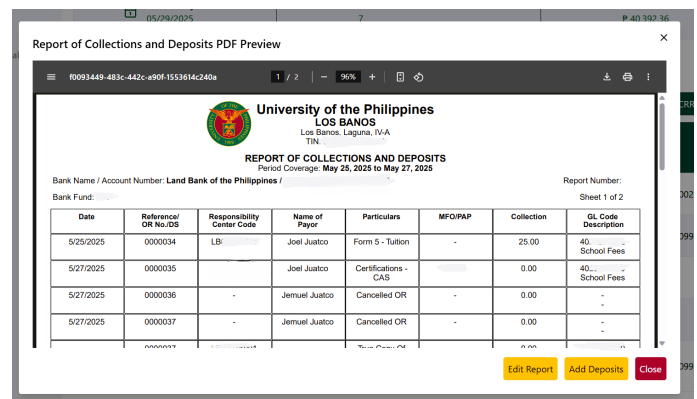 05/29/2025 7 ₱ 40,392.36
Report of Collections and Deposits PDF Preview ×
f0093449-483c-442c-a90f-1553614c240a 1 / 2 − 96% +
University of the Philippines
LOS BANOS
Los Banos, Laguna, IV-A
TIN.
REPORT OF COLLECTIONS AND DEPOSITS
Period Coverage: May 25, 2025 to May 27, 2025
Bank Name / Account Number: Land Bank of the Philippines / Report Number:
Bank Fund: Sheet 1 of 2
Date Reference/ OR No./DS Responsibility Center Code Name of Payor Particulars MFO/PAP Collection GL Code Description
5/25/2025 0000034 LB Joel Juatco Form 5 - Tuition - 25.00 40. School Fees
5/27/2025 0000035 Joel Juatco Certifications - CAS 0.00 40. School Fees
5/27/2025 0000036 - Jemuel Juatco Cancelled OR - 0.00 - -
5/27/2025 0000037 - Jemuel Juatco Cancelled OR - 0.00 - -
Edit Report Add Deposits Close